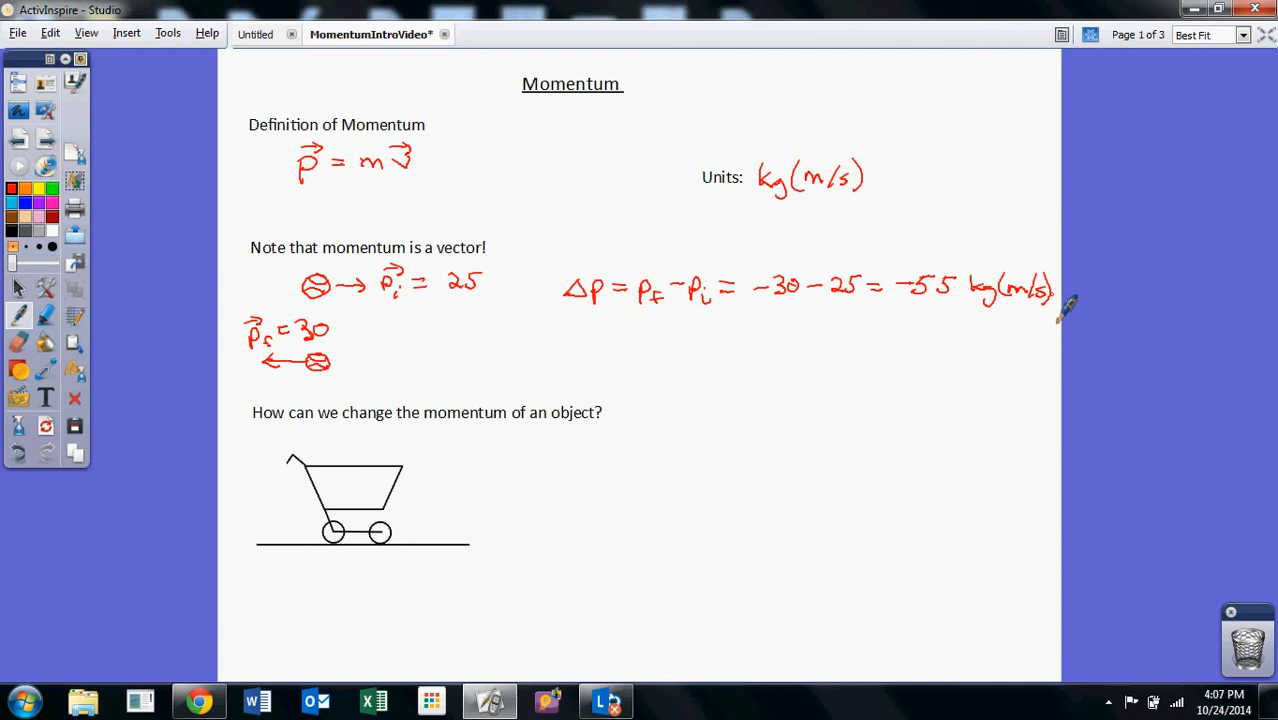 ActivInspire - Studio
File Edit View Insert Tools Help
Untitled
MomentumIntroVideo*
Page 1 of 3
Best Fit
Momentum
Definition of Momentum
p⃗ = m v⃗
Units: kg(m/s)
Note that momentum is a vector!
→ p⃗ᵢ = 25
Δp = p_f - pᵢ = -30 - 25 = -55 kg(m/s)
p⃗_f = 30
How can we change the momentum of an object?
4:07 PM
10/24/2014